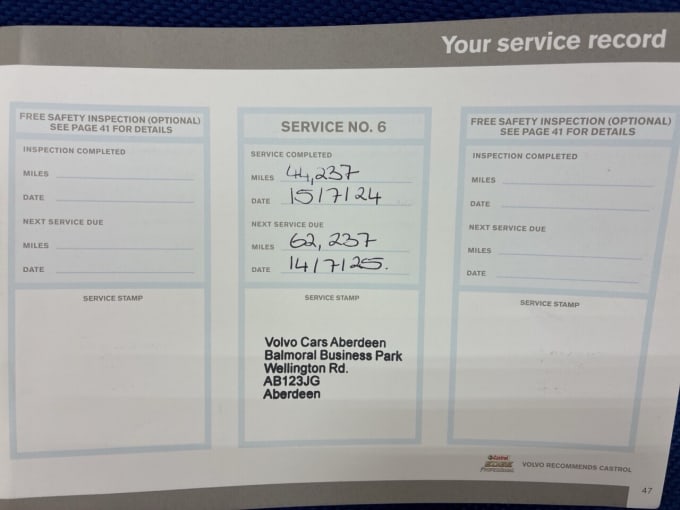 Your service record
FREE SAFETY INSPECTION (OPTIONAL)
SEE PAGE 41 FOR DETAILS
INSPECTION COMPLETED
MILES
DATE
NEXT SERVICE DUE
MILES
DATE
SERVICE STAMP
SERVICE NO. 6
SERVICE COMPLETED
MILES 44,237
DATE 15/7/24
NEXT SERVICE DUE
MILES 62,237
DATE 14/7/25.
SERVICE STAMP
Volvo Cars Aberdeen
Balmoral Business Park
Wellington Rd.
AB123JG
Aberdeen
FREE SAFETY INSPECTION (OPTIONAL)
SEE PAGE 41 FOR DETAILS
INSPECTION COMPLETED
MILES
DATE
NEXT SERVICE DUE
MILES
DATE
SERVICE STAMP
Castrol
EDGE
Professional
VOLVO RECOMMENDS CASTROL
47